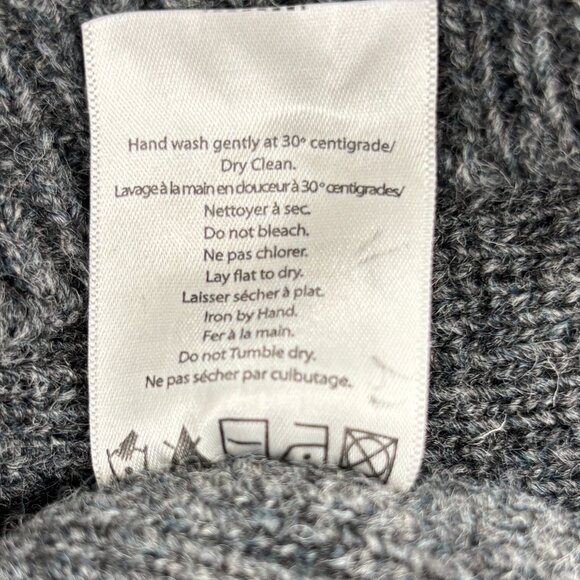 Hand wash gently at 30° centigrade/
Dry Clean.
Lavage à la main en douceur à 30° centigrades/
Nettoyer à sec.
Do not bleach.
Ne pas chlorer.
Lay flat to dry.
Laisser sécher à plat.
Iron by Hand.
Fer à la main.
Do not Tumble dry.
Ne pas sécher par culbutage.